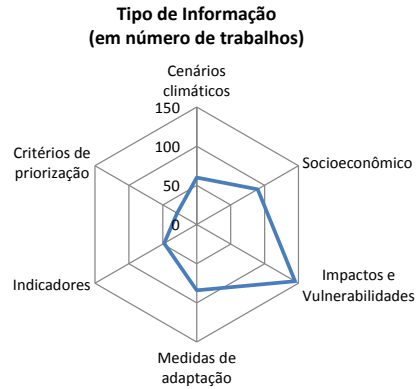 Tipo de Informação
(em número de trabalhos)
Cenários
climáticos
150
100
50
0
Socioeconômico
Impactos e
Vulnerabilidades
Medidas de
adaptação
Indicadores
Critérios de
priorização